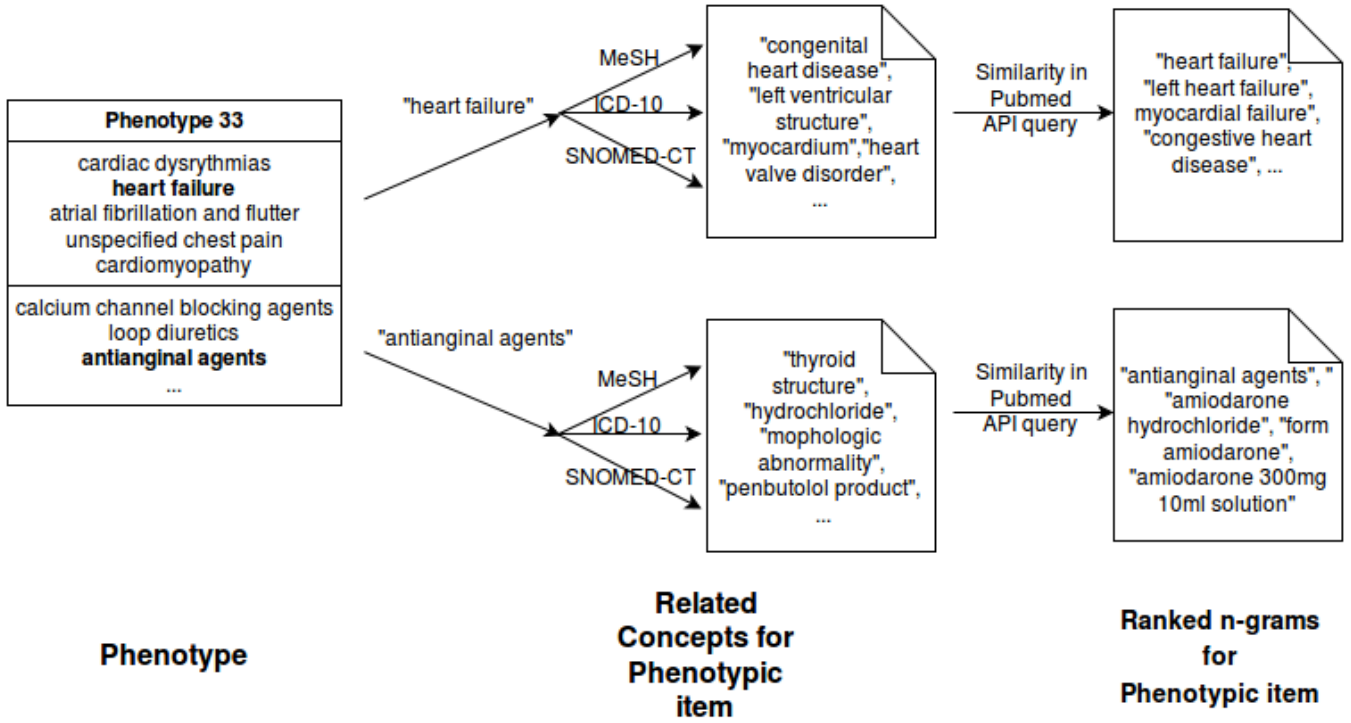 Phenotype 33
cardiac dysrythmias
heart failure
atrial fibrillation and flutter
unspecified chest pain
cardiomyopathy
calcium channel blocking agents
loop diuretics
antianginal agents
...
"heart failure"
MeSH
ICD-10
SNOMED-CT
"congenital
heart disease",
"left ventricular
structure",
"myocardium","heart
valve disorder",
...
Similarity in
Pubmed
API query
"heart failure",
"left heart failure",
myocardial failure",
"congestive heart
disease", ...
"antianginal agents"
MeSH
ICD-10
SNOMED-CT
"thyroid
structure",
"hydrochloride",
"mophologic
abnormality",
"penbutolol product",
...
Similarity in
Pubmed
API query
"antianginal agents", "
"amiodarone
hydrochloride", "form
amiodarone",
"amiodarone 300mg
10ml solution"
Phenotype
Related
Concepts for
Phenotypic
item
Ranked n-grams
for
Phenotypic item